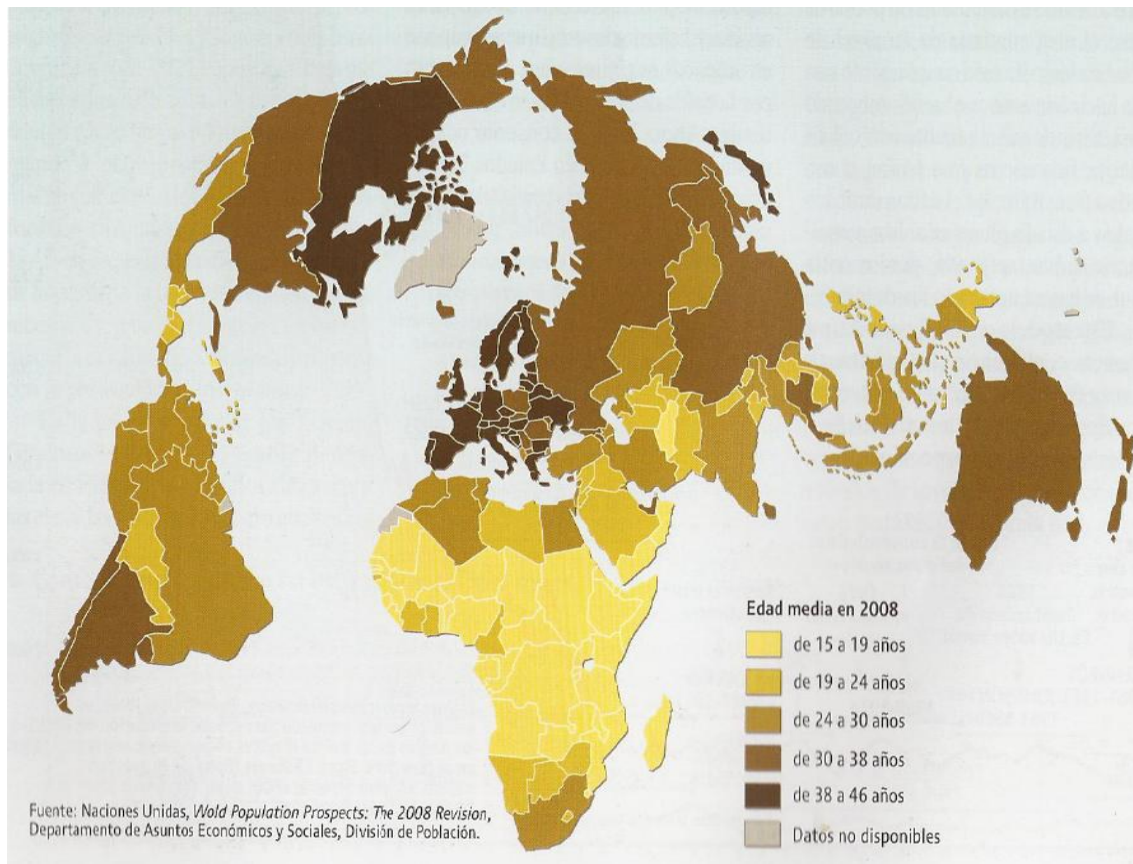 Edad media en 2008
de 15 a 19 años
de 19 a 24 años
de 24 a 30 años
de 30 a 38 años
de 38 a 46 años
Datos no disponibles
Fuente: Naciones Unidas, Wold Population Prospects: The 2008 Revision,
Departamento de Asuntos Económicos y Sociales, División de Población.